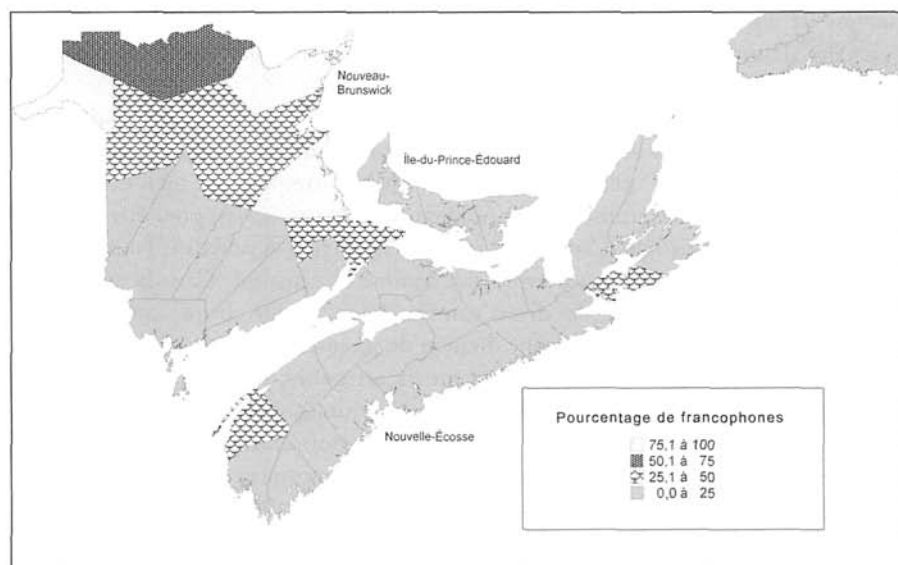 Nouveau-
Brunswick
Île-du-Prince-Édouard
Nouvelle-Écosse
Pourcentage de francophones
75,1 à 100
50,1 à 75
25,1 à 50
0,0 à 25